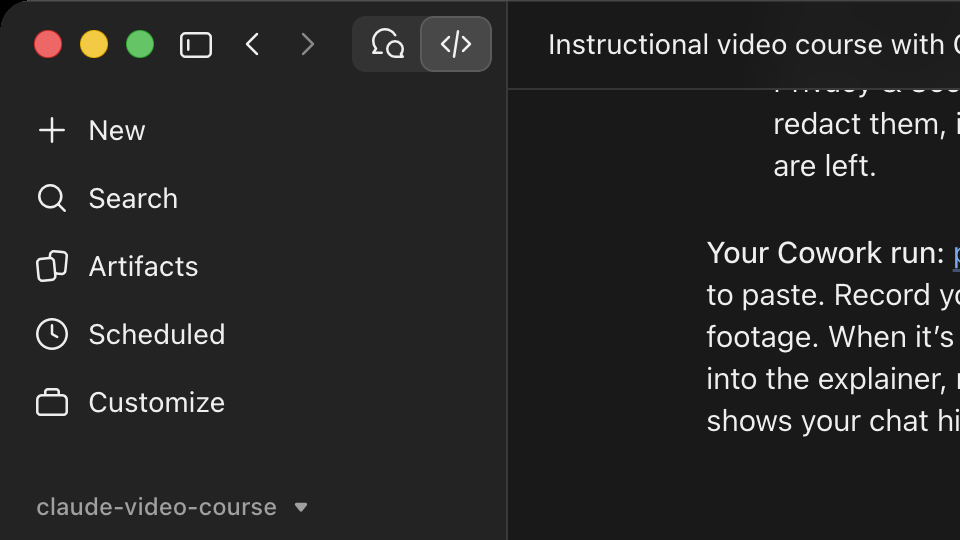 Instructional video course with
New
Search
Artifacts
Scheduled
Customize
claude-video-course
Privacy &
redact them,
are left.
Your Cowork run:
to paste. Record
footage. When it's
into the explainer,
shows your chat